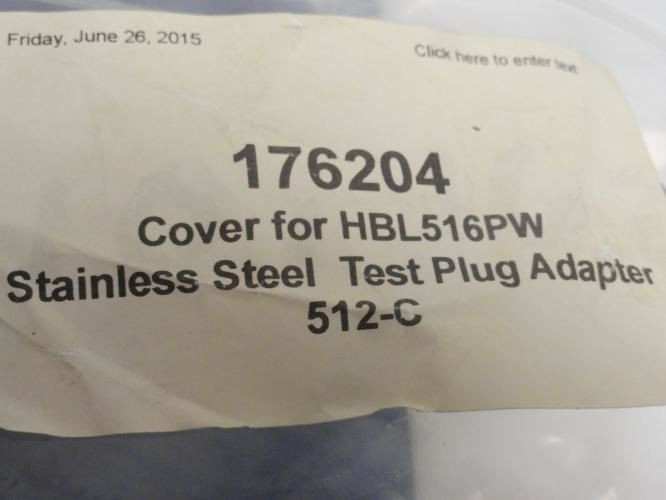 Friday, June 26, 2015
Click here to enter text
176204
Cover for HBL516PW
Stainless Steel Test Plug Adapter
512-C